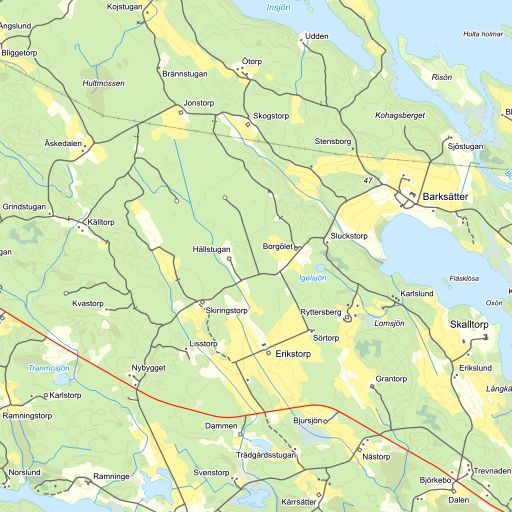 Kojstugan
Insjön
Ångslund
Udden
Hulta holmar
Bliggetorp
Ötorp
Brännstugan
Risön
Hultmossen
Jonstorp
Skogstorp
Kohagsberget
Åskedalen
Stensborg
Sjöstugan
47
Barksätter
Grindstugan
Källtorp
Sluckstorp
Hällstugan
Borgölet
Igelsjön
Fläsklösa
Karlslund
Oxön
Kvastorp
Skiringstorp
Ryttersberg
Lomsjön
Skalltorp
Lisstorp
Sörtorp
Erikstorp
Tranmosjön
Nybygget
Grantorp
Erikslund
Karlstorp
Långkä
Ramningstorp
Dammen
Bjursjön
Trädgårdsstugan
Nästorp
Norslund
Ramninge
Svenstorp
Björkebo
Trevnaden
Kärrsätter
Dalen